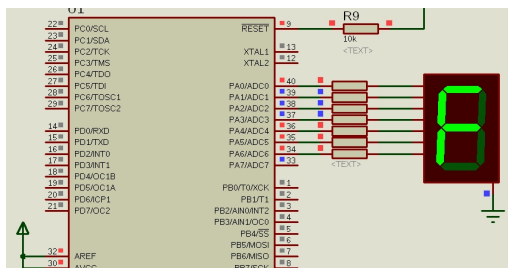 U1
22 PC0/SCL RESET 9
23 PC1/SDA
24 PC2/TCK XTAL1 13
25 PC3/TMS XTAL2 12
26 PC4/TDO
27 PC5/TDI PA0/ADC0 40
28 PC6/TOSC1 PA1/ADC1 39
29 PC7/TOSC2 PA2/ADC2 38
PA3/ADC3 37
14 PD0/RXD PA4/ADC4 36
15 PD1/TXD PA5/ADC5 35
16 PD2/INT0 PA6/ADC6 34
17 PD3/INT1 PA7/ADC7 33
18 PD4/OC1B
19 PD5/OC1A PB0/T0/XCK 1
20 PD6/ICP1 PB1/T1 2
21 PD7/OC2 PB2/AIN0/INT2 3
PB3/AIN1/OC0 4
PB4/SS 5
PB5/MOSI 6
32 AREF PB6/MISO 7
30 AVCC PB7/SCK 8
R9
10k
<TEXT>
<TEXT>
F